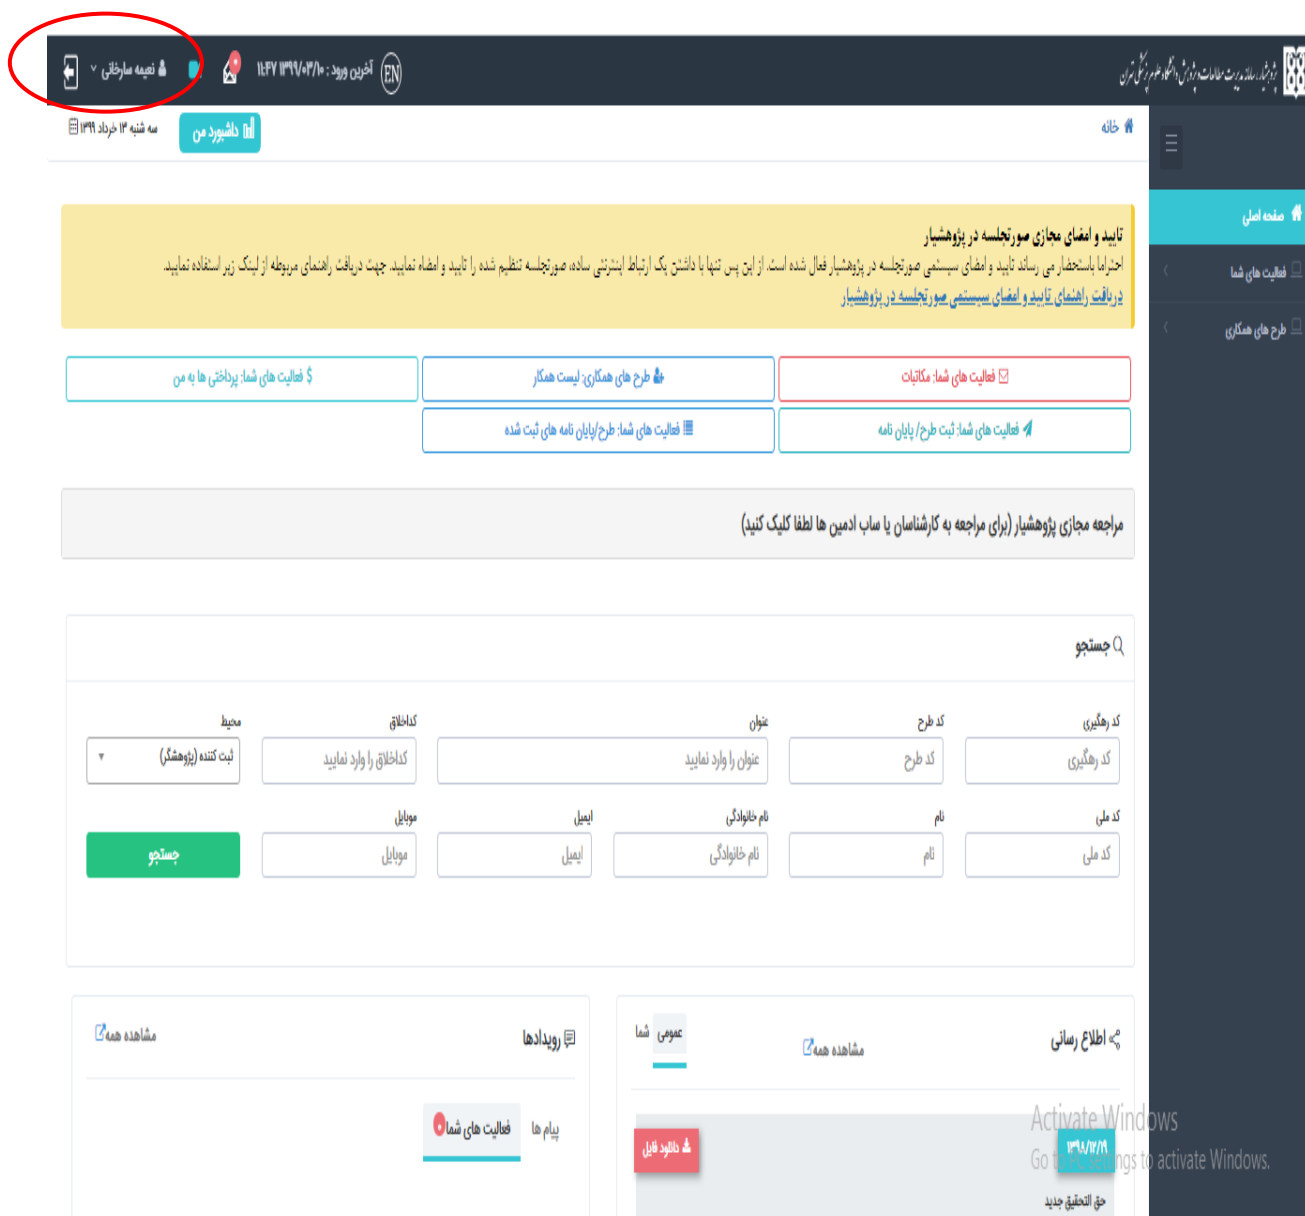 پژوهشیار، سامانه مدیریت مطالعات و پژوهش دانشگاه علوم پزشکی تهران
EN
آخرین ورود : ۱۳۹۹/۰۳/۱۰ ۱۱:۴۷
نعیمه سارخانی
خانه
داشبورد من
سه شنبه ۱۳ خرداد ۱۳۹۹
صفحه اصلی
فعالیت های شما
طرح های همکاری
تایید و امضای مجازی صورتجلسه در پژوهشیار
احتراما باستحضار می رساند تایید و امضای سیستمی صورتجلسه در پژوهشیار فعال شده است. از این پس تنها با داشتن یک ارتباط اینترنتی ساده، صورتجلسه تنظیم شده را تایید و امضاء نمایید. جهت دریافت راهنمای مربوطه از لینک زیر استفاده نمایید.
دریافت راهنمای تایید و امضای سیستمی صورتجلسه در پژوهشیار
فعالیت های شما: مکاتبات
طرح های همکاری: لیست همکار
$ فعالیت های شما: پرداختی ها به من
فعالیت های شما: ثبت طرح/ پایان نامه
فعالیت های شما: طرح/پایان نامه های ثبت شده
مراجعه مجازی پژوهشیار (برای مراجعه به کارشناسان یا ساب ادمین ها لطفا کلیک کنید)
جستجو
کد رهگیری
کد طرح
عنوان
کداخلاق
محیط
کد رهگیری
کد طرح
عنوان را وارد نمایید
کداخلاق را وارد نمایید
ثبت کننده (پژوهشگر)
کد ملی
نام
نام خانوادگی
ایمیل
موبایل
کد ملی
نام
نام خانوادگی
ایمیل
موبایل
جستجو
اطلاع رسانی
مشاهده همه
عمومی
شما
۱۳۹۸/۱۲/۱۹
دانلود فایل
حق التحقیق جدید
رویدادها
مشاهده همه
پیام ها
فعالیت های شما ۰
Activate Windows
Go to PC settings to activate Windows.